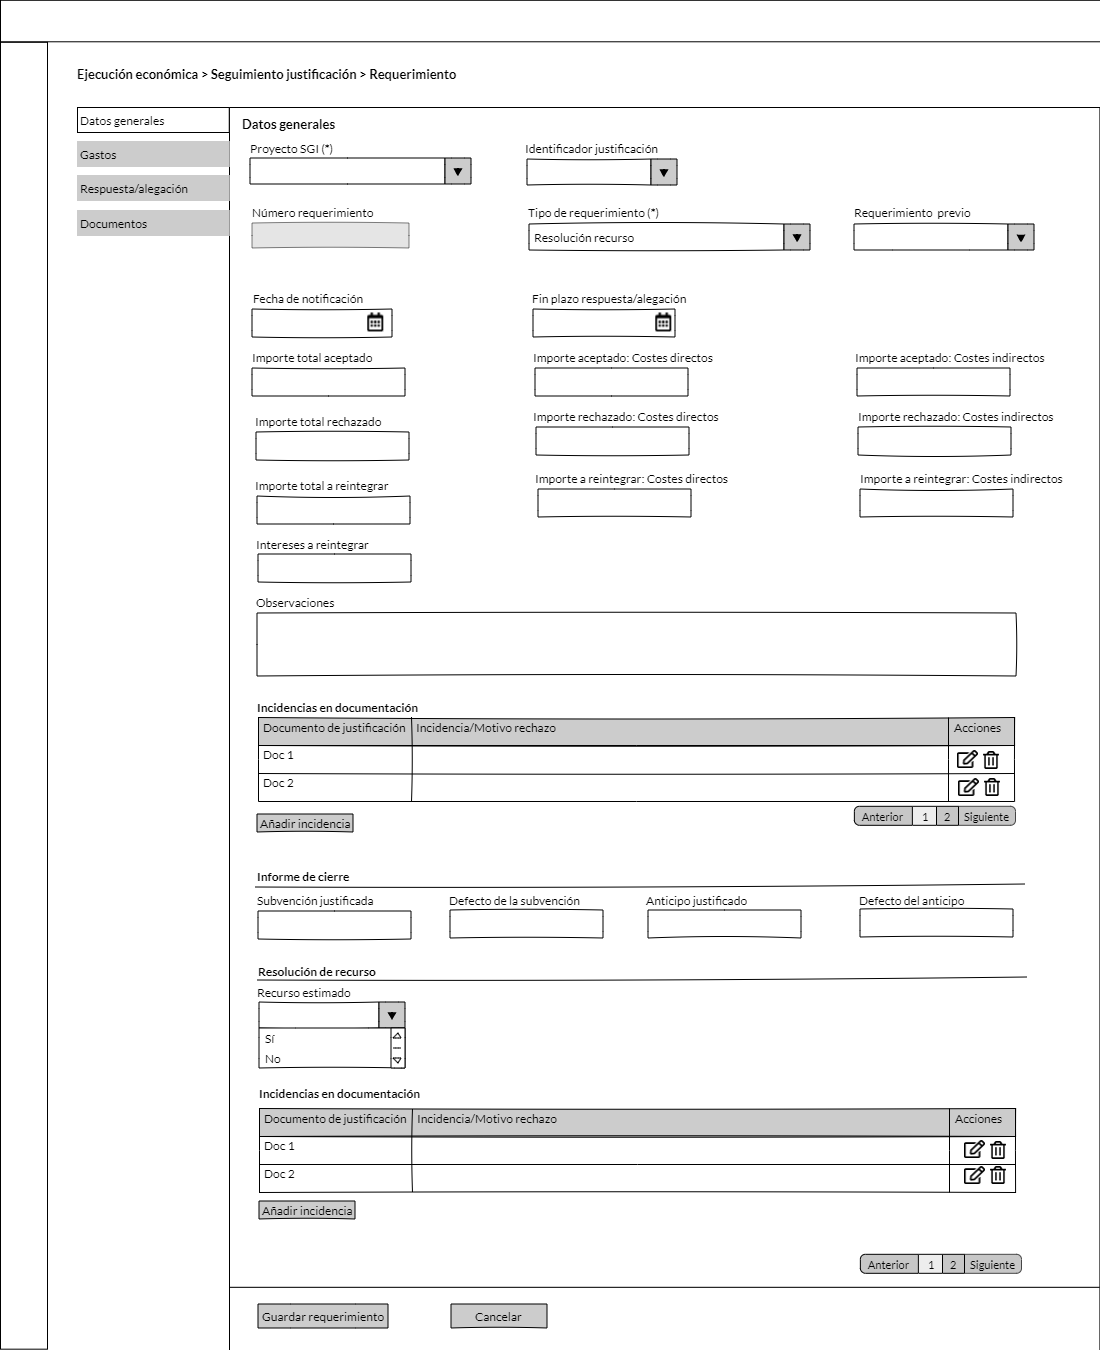 Ejecución económica > Seguimiento justificación > Requerimiento
Datos generales
Gastos
Respuesta/alegación
Documentos
Datos generales
Proyecto SGI (*)
Identificador justificación
Número requerimiento
Tipo de requerimiento (*)
Requerimiento previo
Resolución recurso
Fecha de notificación
Fin plazo respuesta/alegación
Importe total aceptado
Importe aceptado: Costes directos
Importe aceptado: Costes indirectos
Importe total rechazado
Importe rechazado: Costes directos
Importe rechazado: Costes indirectos
Importe total a reintegrar
Importe a reintegrar: Costes directos
Importe a reintegrar: Costes indirectos
Intereses a reintegrar
Observaciones
Incidencias en documentación
Documento de justificación Incidencia/Motivo rechazo Acciones
Doc 1
Doc 2
Añadir incidencia
Anterior 1 2 Siguiente
Informe de cierre
Subvención justificada
Defecto de la subvención
Anticipo justificado
Defecto del anticipo
Resolución de recurso
Recurso estimado
Sí
No
Incidencias en documentación
Documento de justificación Incidencia/Motivo rechazo Acciones
Doc 1
Doc 2
Añadir incidencia
Anterior 1 2 Siguiente
Guardar requerimiento
Cancelar